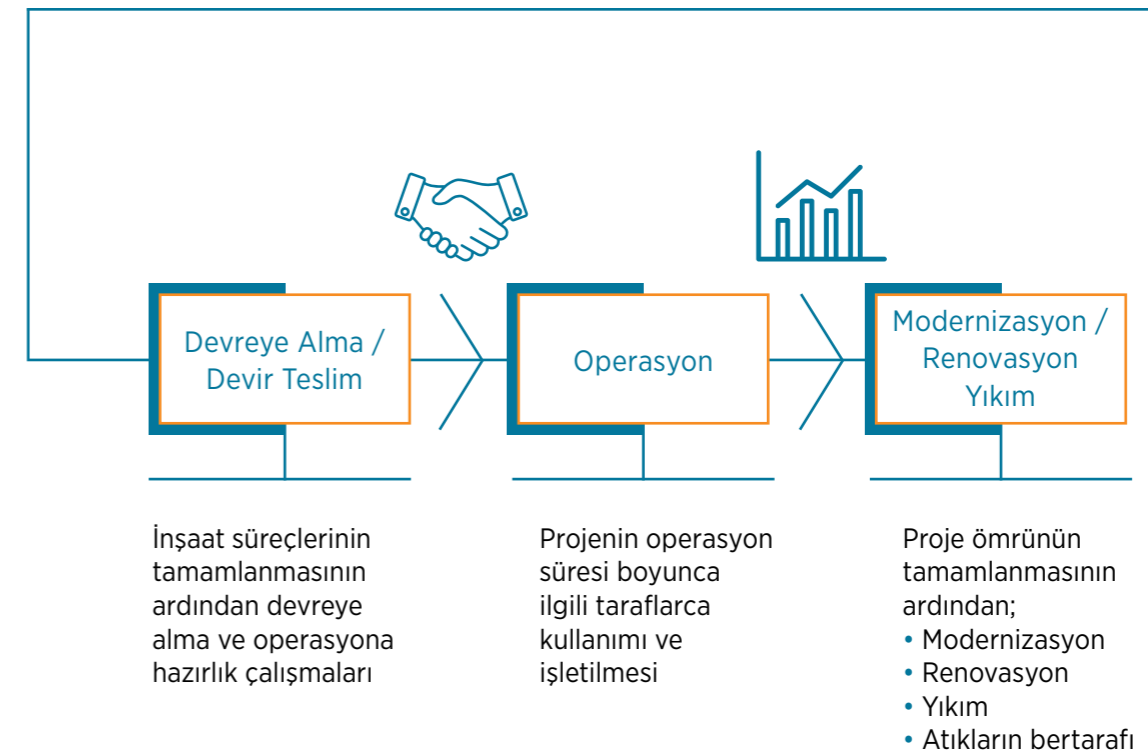 Devreye Alma /
Devir Teslim
Operasyon
Modernizasyon /
Renovasyon
Yıkım
İnşaat süreçlerinin
tamamlanmasının
ardından devreye
alma ve operasyona
hazırlık çalışmaları
Projenin operasyon
süresi boyunca
ilgili taraflarca
kullanımı ve
işletilmesi
Proje ömrünün
tamamlanmasının
ardından;
• Modernizasyon
• Renovasyon
• Yıkım
• Atıkların bertarafı